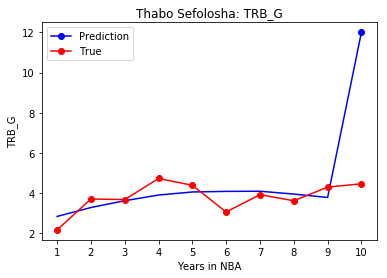 Thabo Sefolosha: TRB_G
Prediction
True
12
10
8
6
4
2
TRB_G
1 2 3 4 5 6 7 8 9 10
Years in NBA